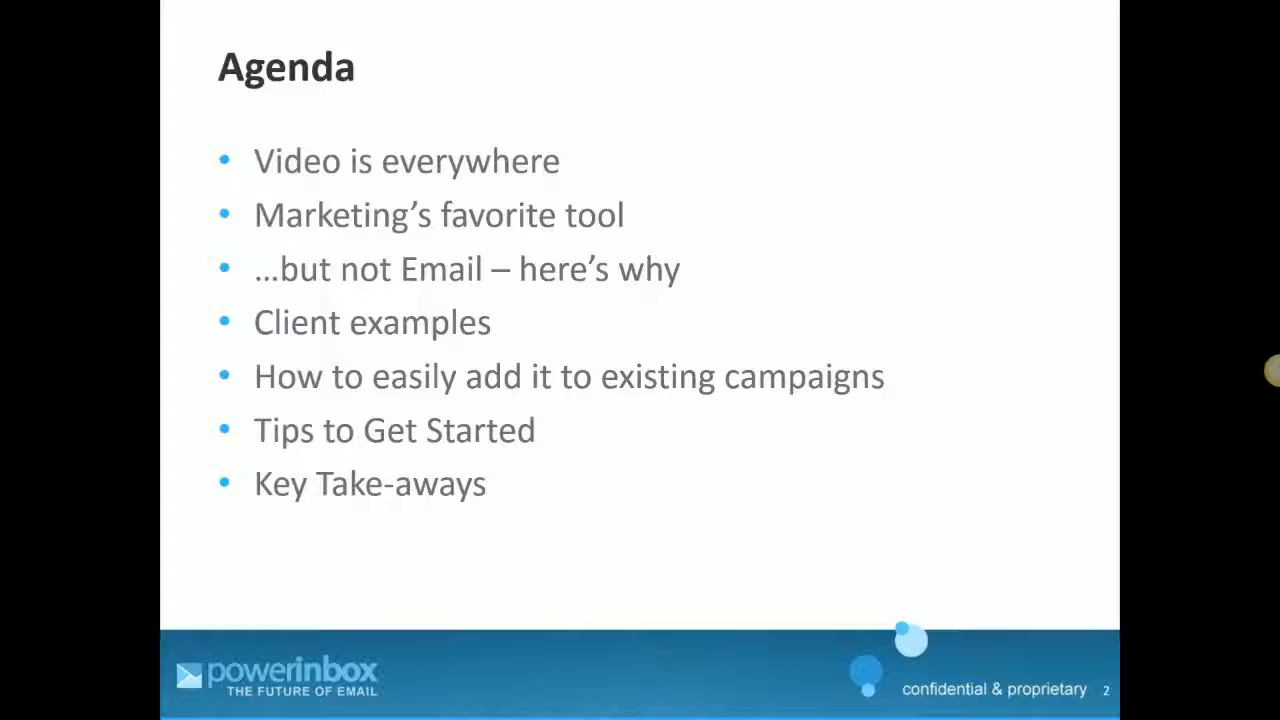 Agenda
• Video is everywhere
• Marketing’s favorite tool
• …but not Email – here’s why
• Client examples
• How to easily add it to existing campaigns
• Tips to Get Started
• Key Take-aways
powerinbox
THE FUTURE OF EMAIL
confidential & proprietary 2